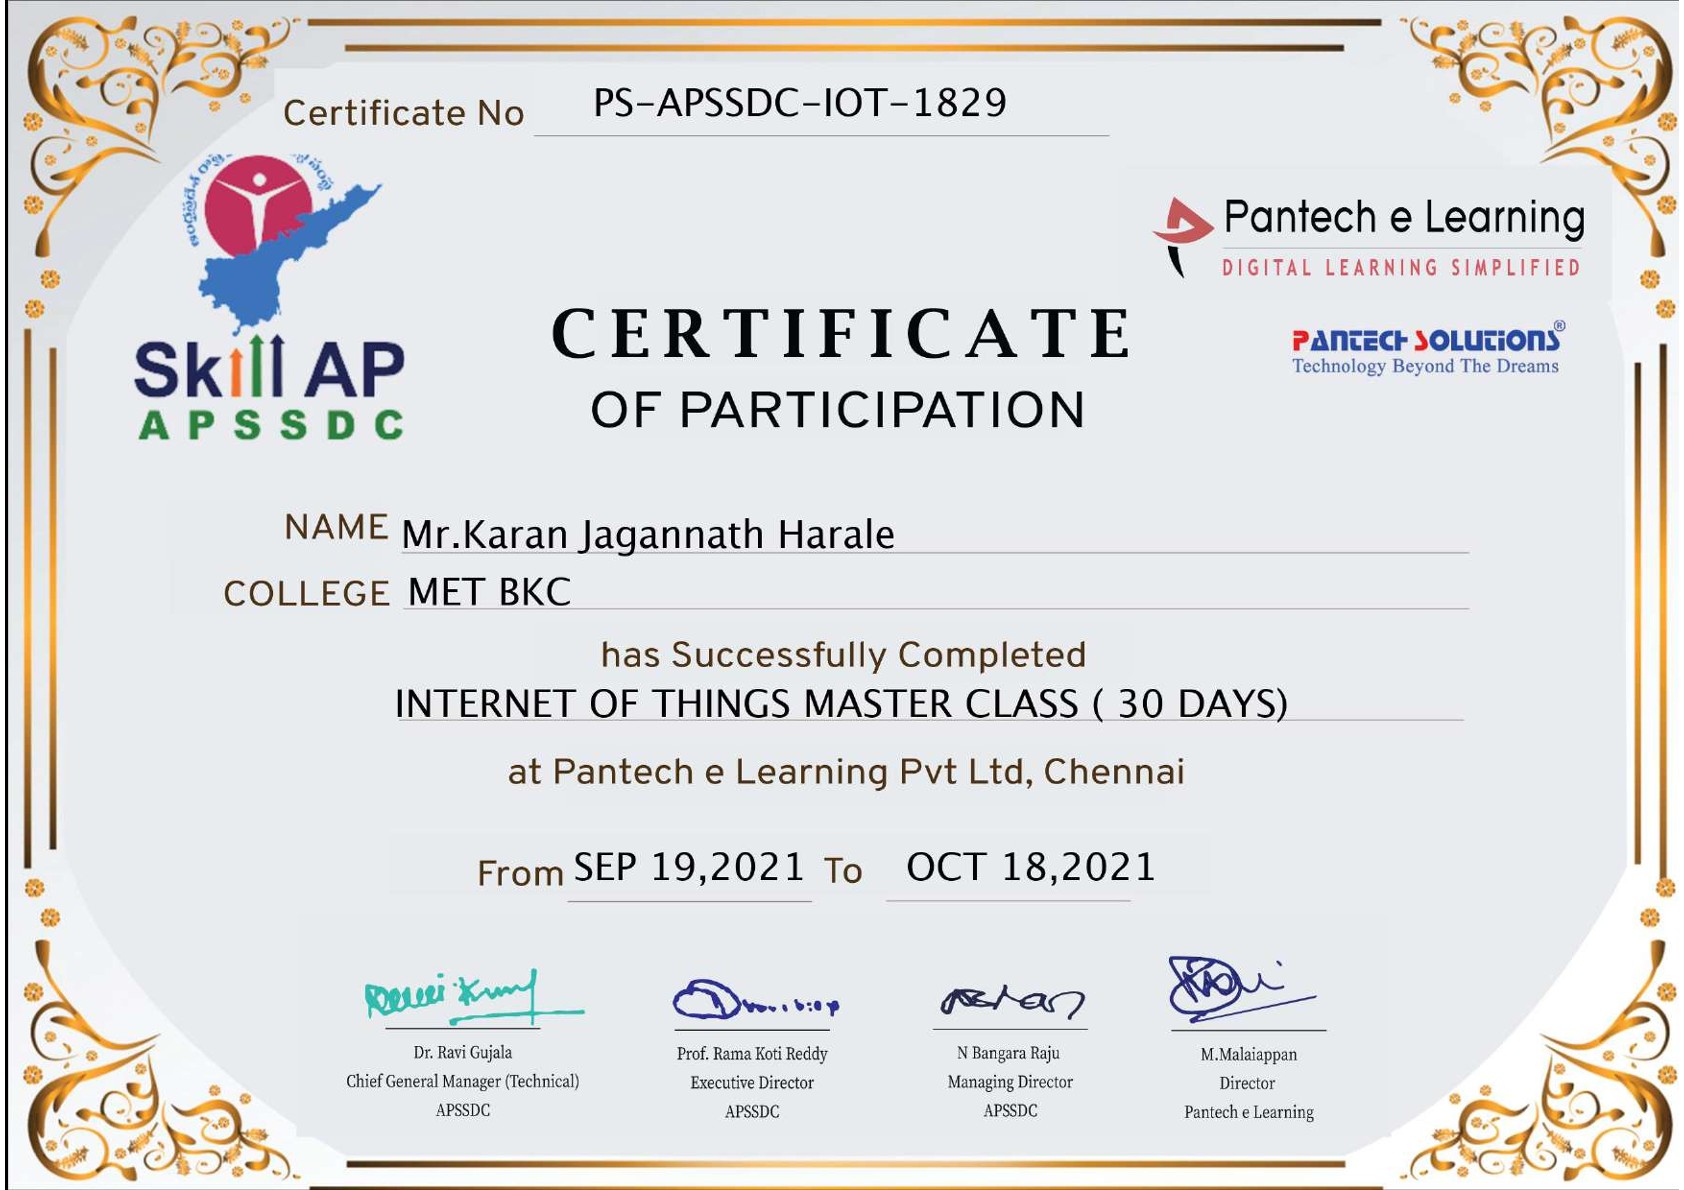 Certificate No PS-APSSDC-IOT-1829
Skill AP
APSSDC
Pantech e Learning
DIGITAL LEARNING SIMPLIFIED
PANTECH SOLUTIONS®
Technology Beyond The Dreams
CERTIFICATE
OF PARTICIPATION
NAME Mr.Karan Jagannath Harale
COLLEGE MET BKC
has Successfully Completed
INTERNET OF THINGS MASTER CLASS ( 30 DAYS)
at Pantech e Learning Pvt Ltd, Chennai
From SEP 19,2021 To OCT 18,2021
Dr. Ravi Gujala
Chief General Manager (Technical)
APSSDC
Prof. Rama Koti Reddy
Executive Director
APSSDC
N Bangara Raju
Managing Director
APSSDC
M.Malaiappan
Director
Pantech e Learning